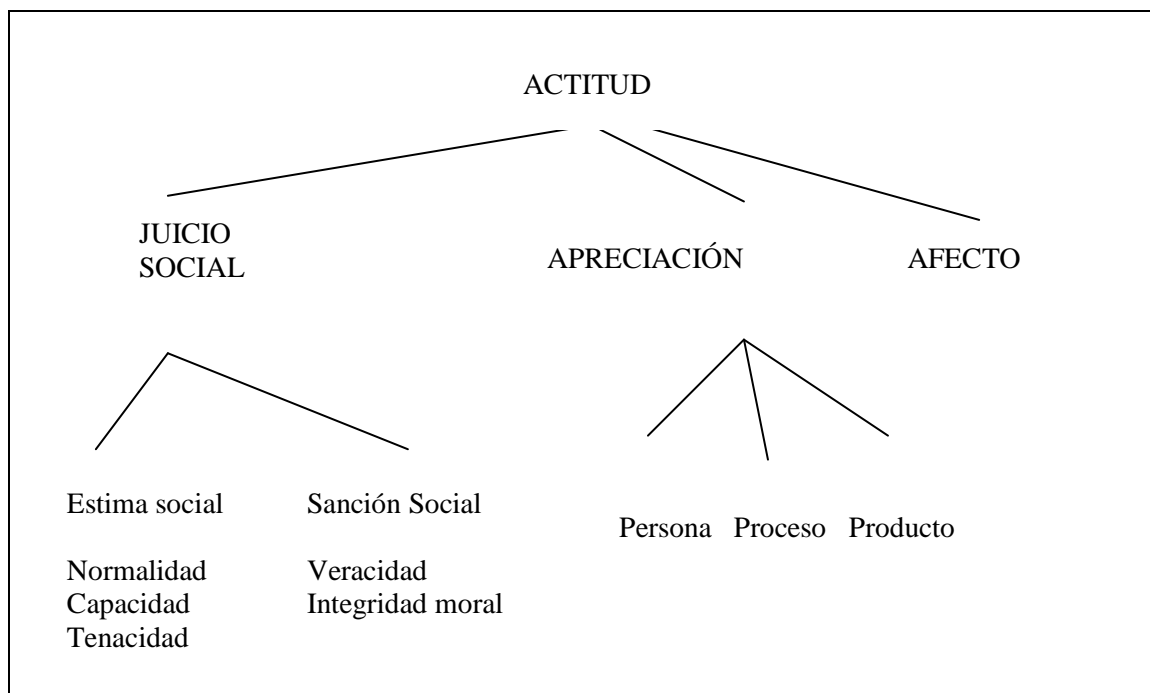 ACTITUD
JUICIO
SOCIAL
APRECIACIÓN
AFECTO
Estima social
Normalidad
Capacidad
Tenacidad
Sanción Social
Veracidad
Integridad moral
Persona Proceso Producto